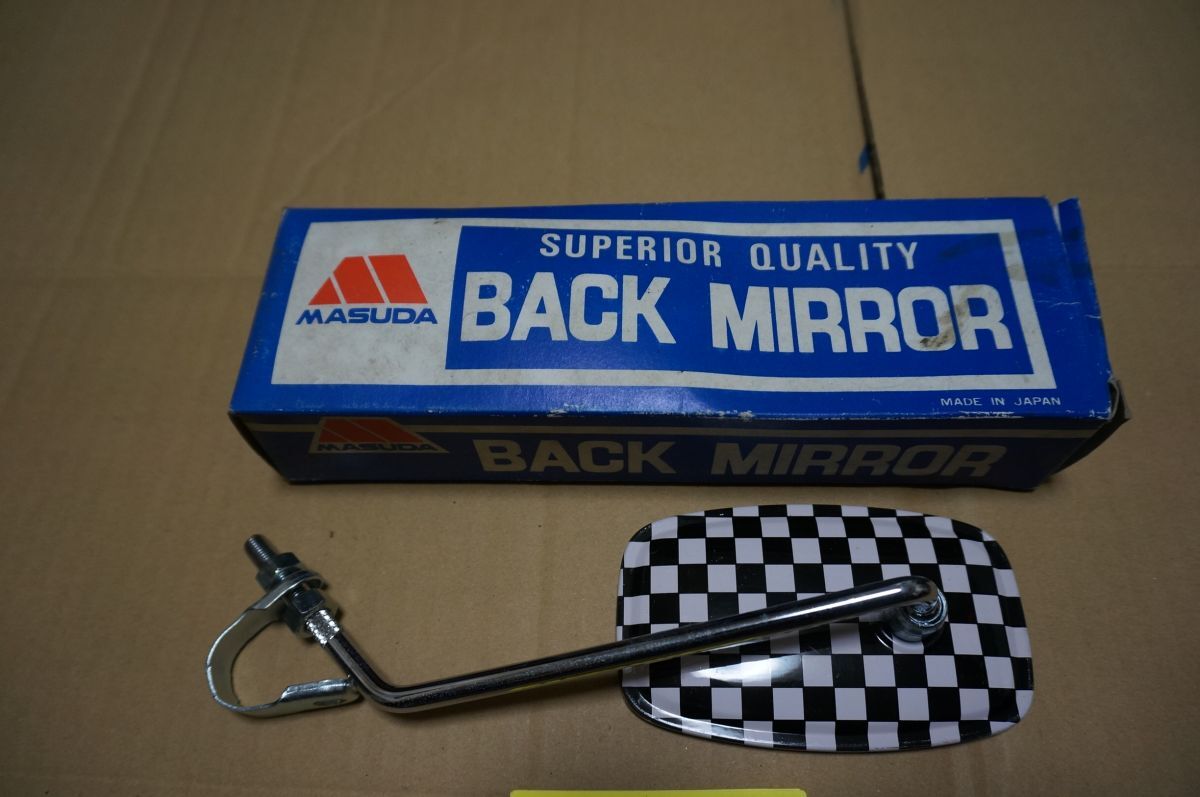 SUPERIOR QUALITY
MASUDA
BACK MIRROR
MADE IN JAPAN
MASUDA
BACK MIRROR